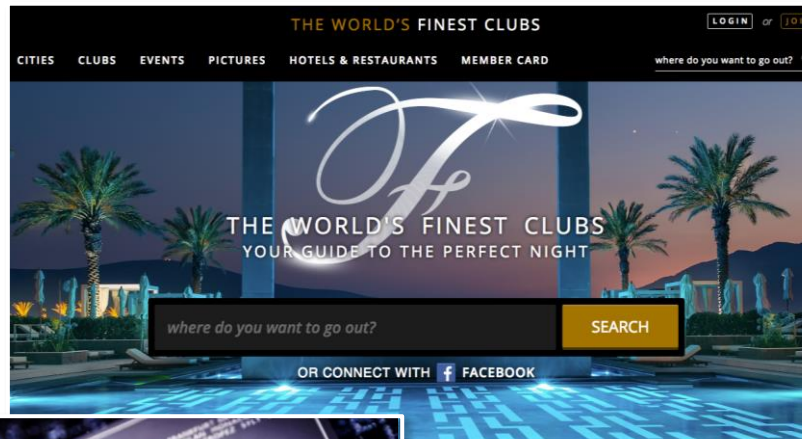 THE WORLD'S FINEST CLUBS
LOGIN or
CITIES CLUBS EVENTS PICTURES HOTELS & RESTAURANTS MEMBER CARD
where do you want to go out?
THE WORLD'S FINEST CLUBS
YOUR GUIDE TO THE PERFECT NIGHT
where do you want to go out? SEARCH
OR CONNECT WITH f FACEBOOK
FRANKFURT